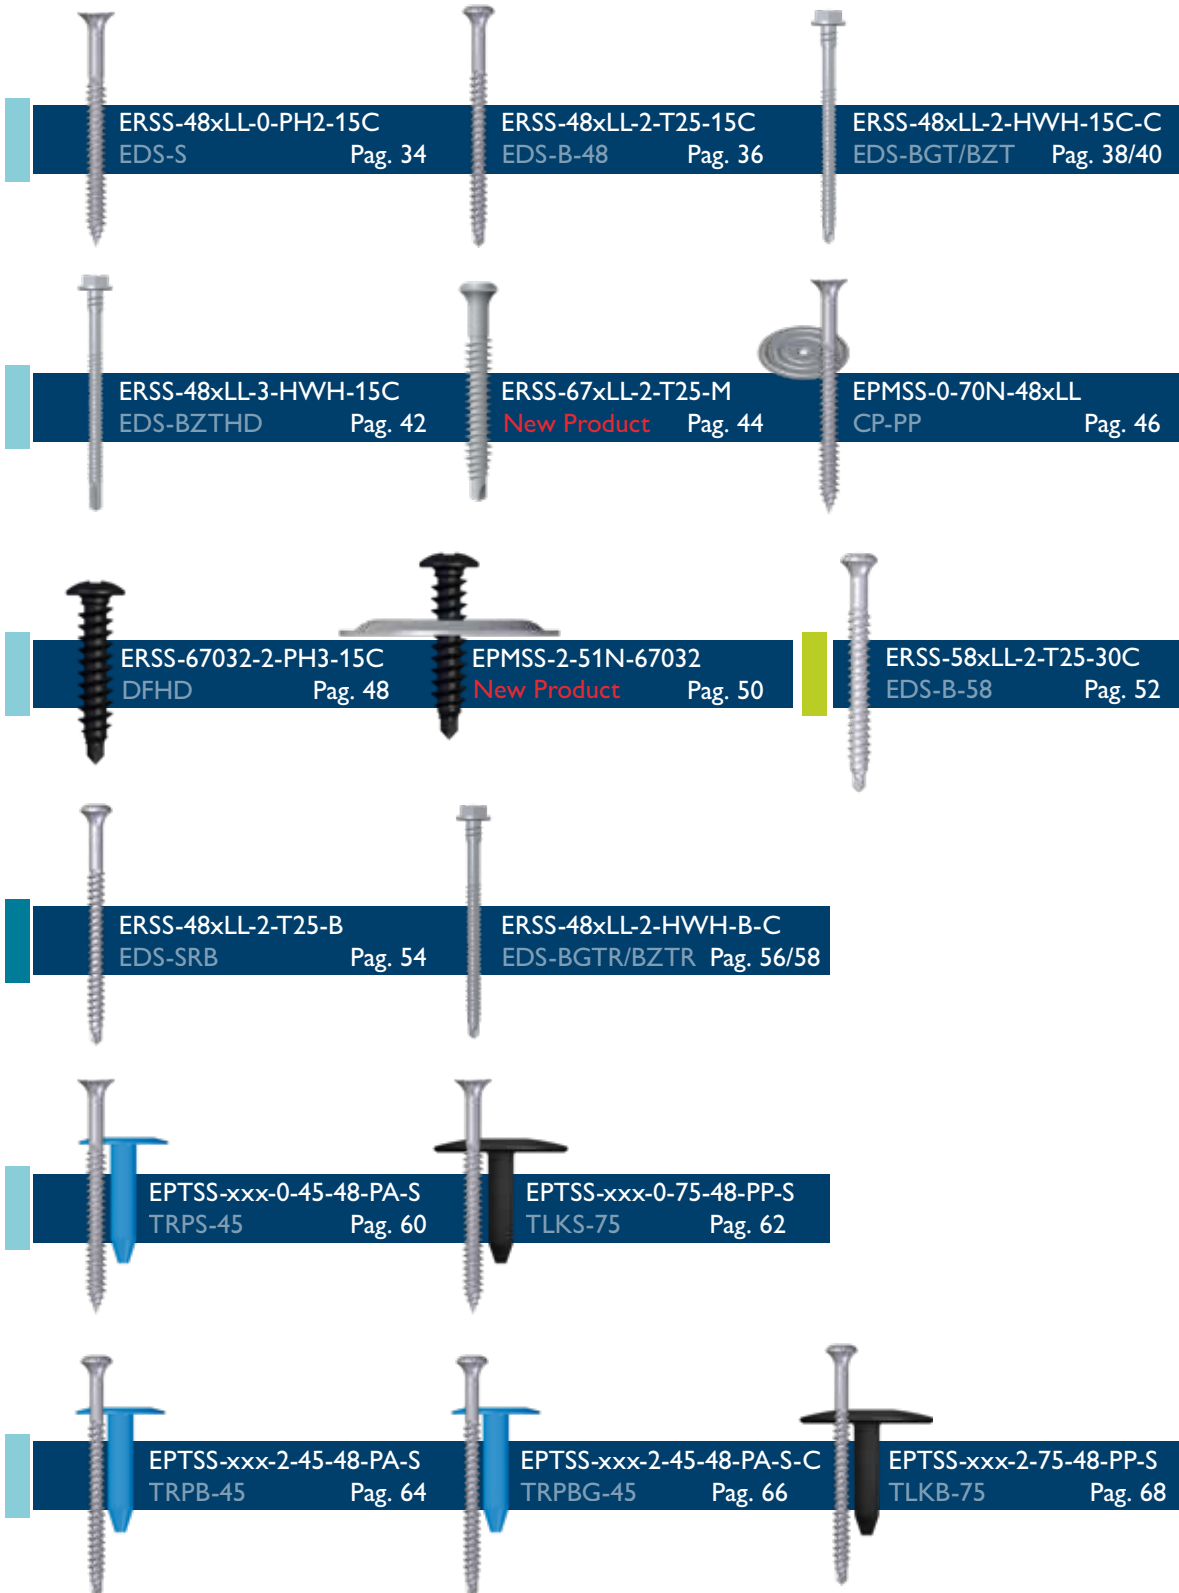 ERSS-48xLL-0-PH2-15C
EDS-S Pag. 34
ERSS-48xLL-2-T25-15C
EDS-B-48 Pag. 36
ERSS-48xLL-2-HWH-15C-C
EDS-BGT/BZT Pag. 38/40
ERSS-48xLL-3-HWH-15C
EDS-BZTHD Pag. 42
ERSS-67xLL-2-T25-M
New Product Pag. 44
EPMSS-0-70N-48xLL
CP-PP Pag. 46
ERSS-67032-2-PH3-15C
DFHD Pag. 48
EPMSS-2-51N-67032
New Product Pag. 50
ERSS-58xLL-2-T25-30C
EDS-B-58 Pag. 52
ERSS-48xLL-2-T25-B
EDS-SRB Pag. 54
ERSS-48xLL-2-HWH-B-C
EDS-BGTR/BZTR Pag. 56/58
EPTSS-xxx-0-45-48-PA-S
TRPS-45 Pag. 60
EPTSS-xxx-0-75-48-PP-S
TLKS-75 Pag. 62
EPTSS-xxx-2-45-48-PA-S
TRPB-45 Pag. 64
EPTSS-xxx-2-45-48-PA-S-C
TRPBG-45 Pag. 66
EPTSS-xxx-2-75-48-PP-S
TLKB-75 Pag. 68